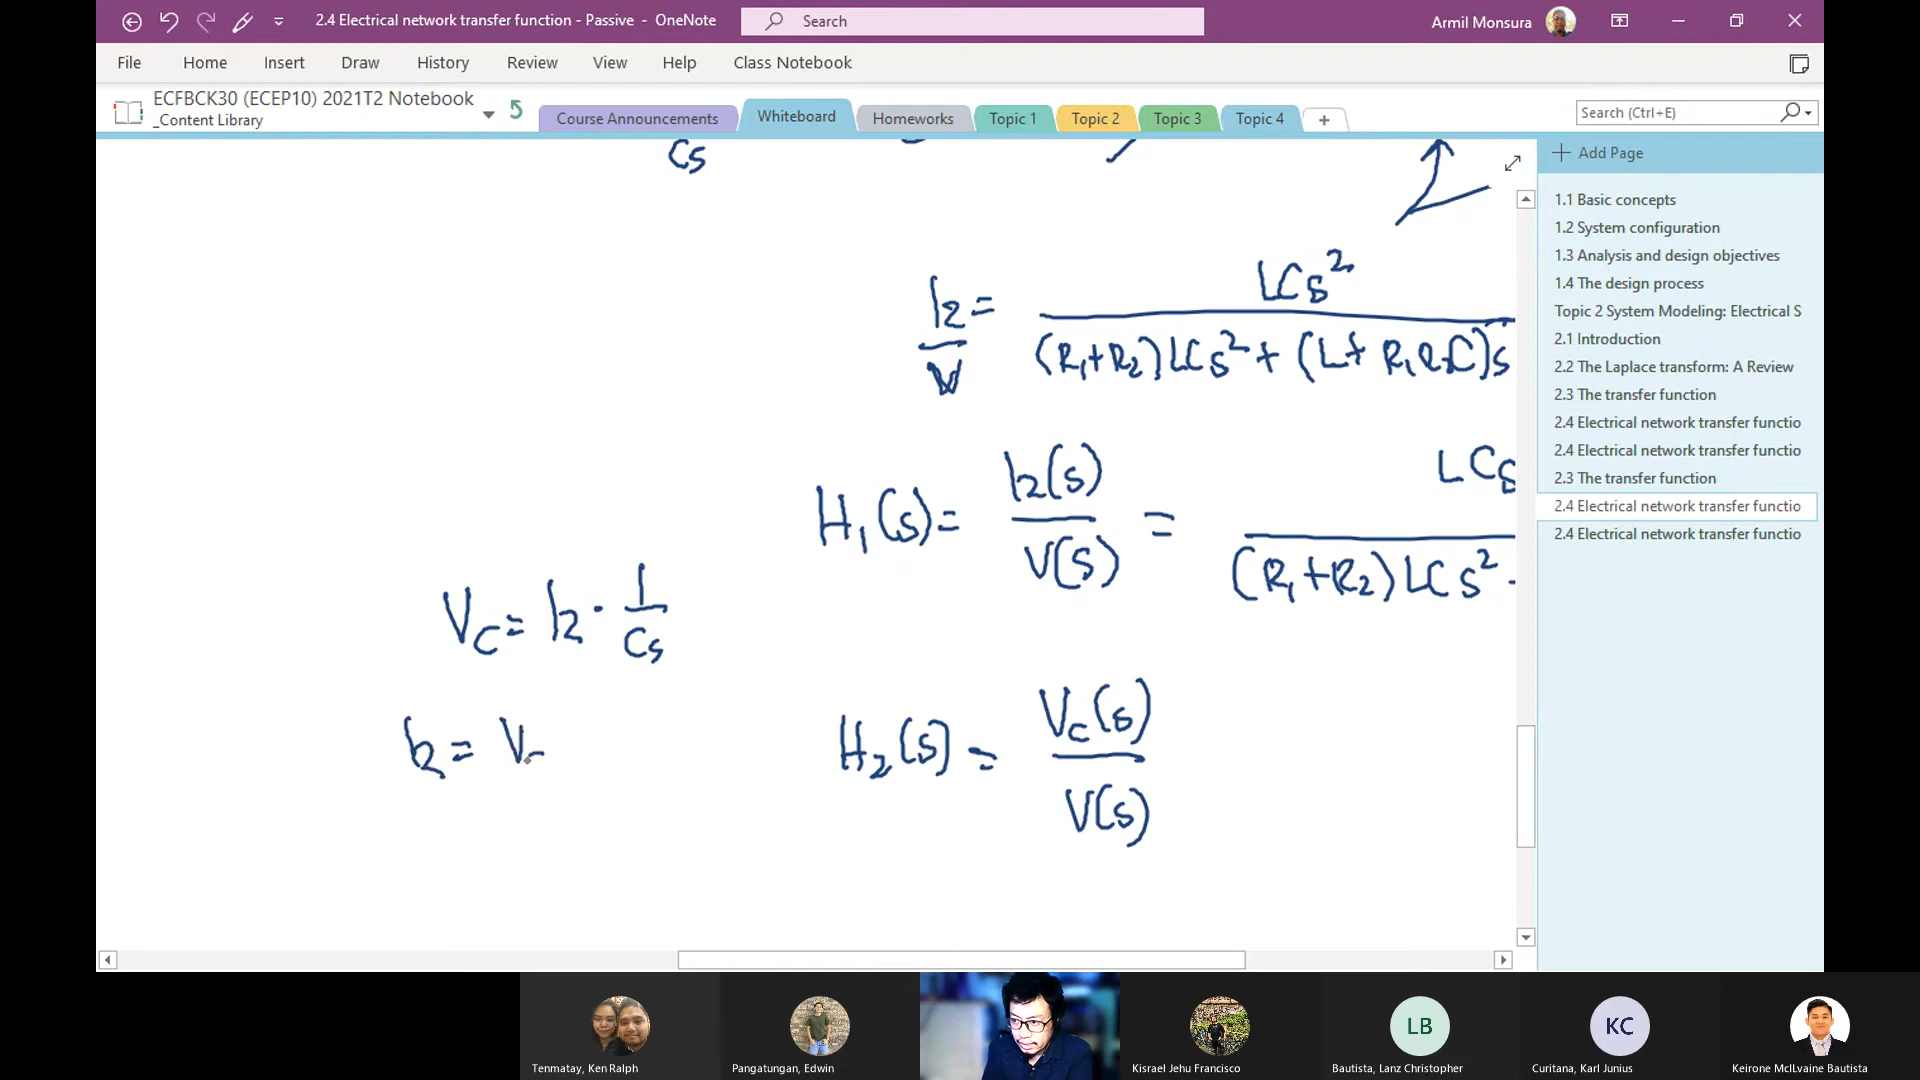 2.4 Electrical network transfer function - Passive - OneNote
Search
Armil Monsura
File Home Insert Draw History Review View Help Class Notebook
ECFBCK30 (ECEP10) 2021T2 Notebook
_Content Library
Course Announcements Whiteboard Homeworks Topic 1 Topic 2 Topic 3 Topic 4 +
Search (Ctrl+E)
Add Page
1.1 Basic concepts
1.2 System configuration
1.3 Analysis and design objectives
1.4 The design process
Topic 2 System Modeling: Electrical S
2.1 Introduction
2.2 The Laplace transform: A Review
2.3 The transfer function
2.4 Electrical network transfer functio
2.4 Electrical network transfer functio
2.3 The transfer function
2.4 Electrical network transfer functio
2.4 Electrical network transfer functio
Cs
I2 = LCs²
V (R1+R2)LCs² + (L+R1R2C)s
H1(s) = I2(s) = LCs
V(s) (R1+R2)LCs²
Vc = I2 · 1
Cs
I2 = V
H2(s) = Vc(s)
V(s)
Tenmatay, Ken Ralph
Pangatungan, Edwin
Kisrael Jehu Francisco
LB
Bautista, Lanz Christopher
KC
Curitana, Karl Junius
Keirone McIlvaine Bautista